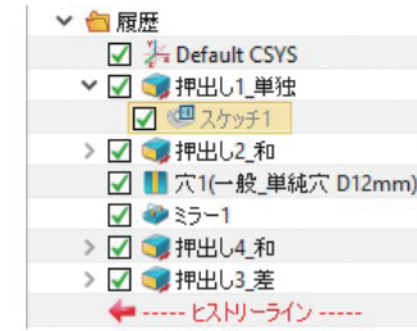 履歴
Default CSYS
押出し1_単独
スケッチ1
押出し2_和
穴1(一般_単純穴 D12mm)
ミラー1
押出し4_和
押出し3_差
----- ヒストリーライン -----